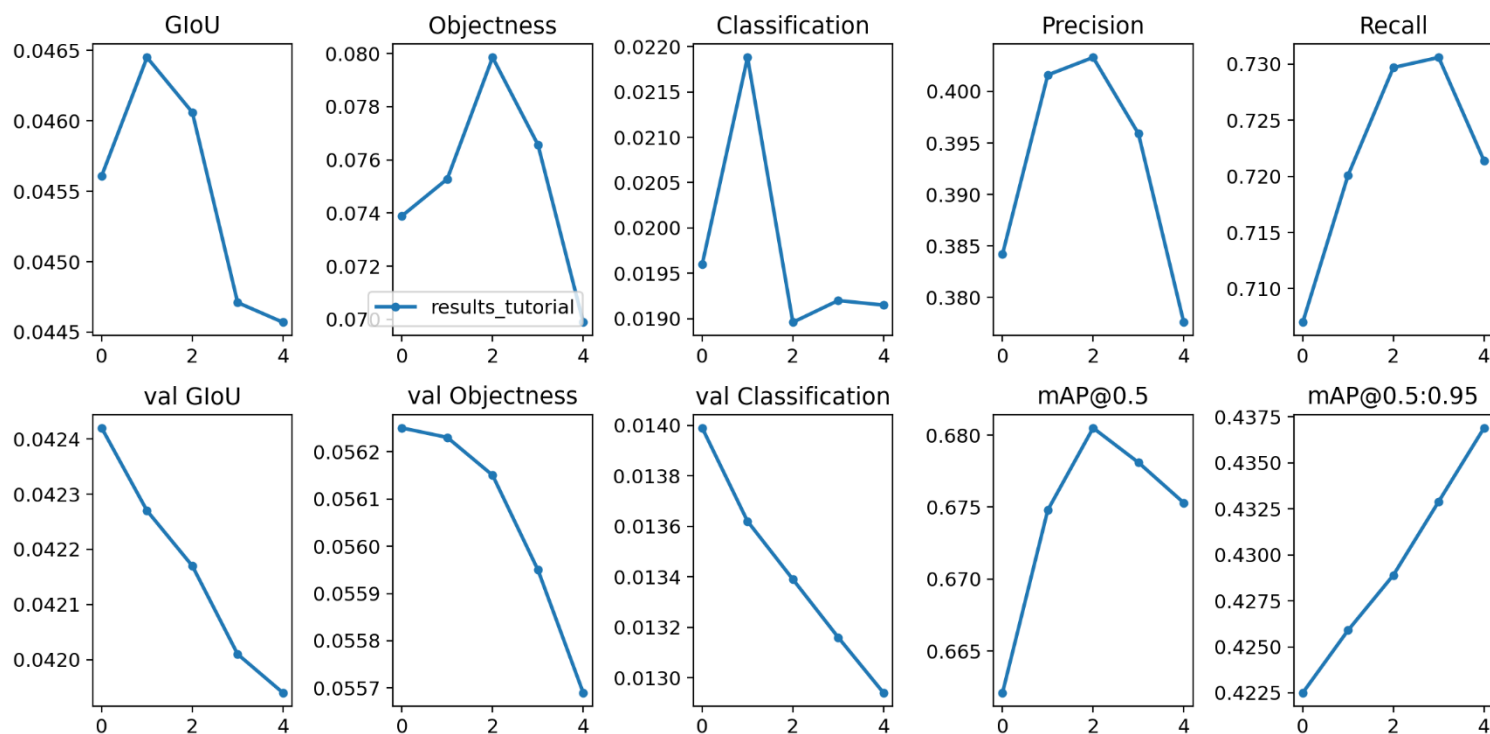 GIoU
0.0465
0.0460
0.0455
0.0450
0.0445
0 2 4
Objectness
0.080
0.078
0.076
0.074
0.072
0.070
results_tutorial
0 2 4
Classification
0.0220
0.0215
0.0210
0.0205
0.0200
0.0195
0.0190
0 2 4
Precision
0.400
0.395
0.390
0.385
0.380
0 2 4
Recall
0.730
0.725
0.720
0.715
0.710
0 2 4
val GIoU
0.0424
0.0423
0.0422
0.0421
0.0420
0 2 4
val Objectness
0.0562
0.0561
0.0560
0.0559
0.0558
0.0557
0 2 4
val Classification
0.0140
0.0138
0.0136
0.0134
0.0132
0.0130
0 2 4
mAP@0.5
0.680
0.675
0.670
0.665
0 2 4
mAP@0.5:0.95
0.4375
0.4350
0.4325
0.4300
0.4275
0.4250
0.4225
0 2 4